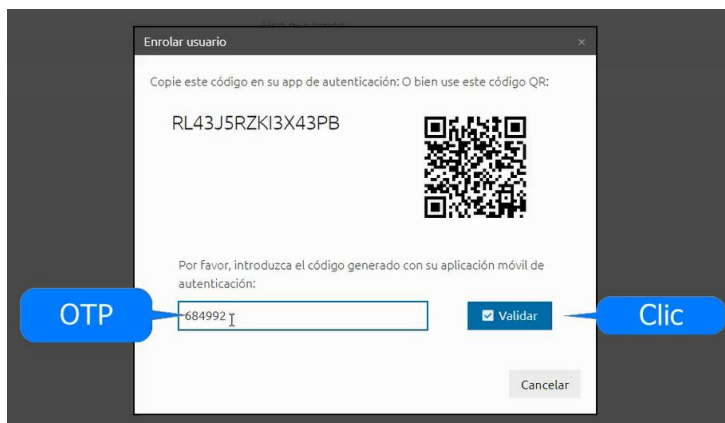 Enrolar usuario
Copie este código en su app de autenticación: O bien use este código QR:
RL43J5RZKI3X43PB
Por favor, introduzca el código generado con su aplicación móvil de
autenticación:
OTP
684992
Validar
Clic
Cancelar